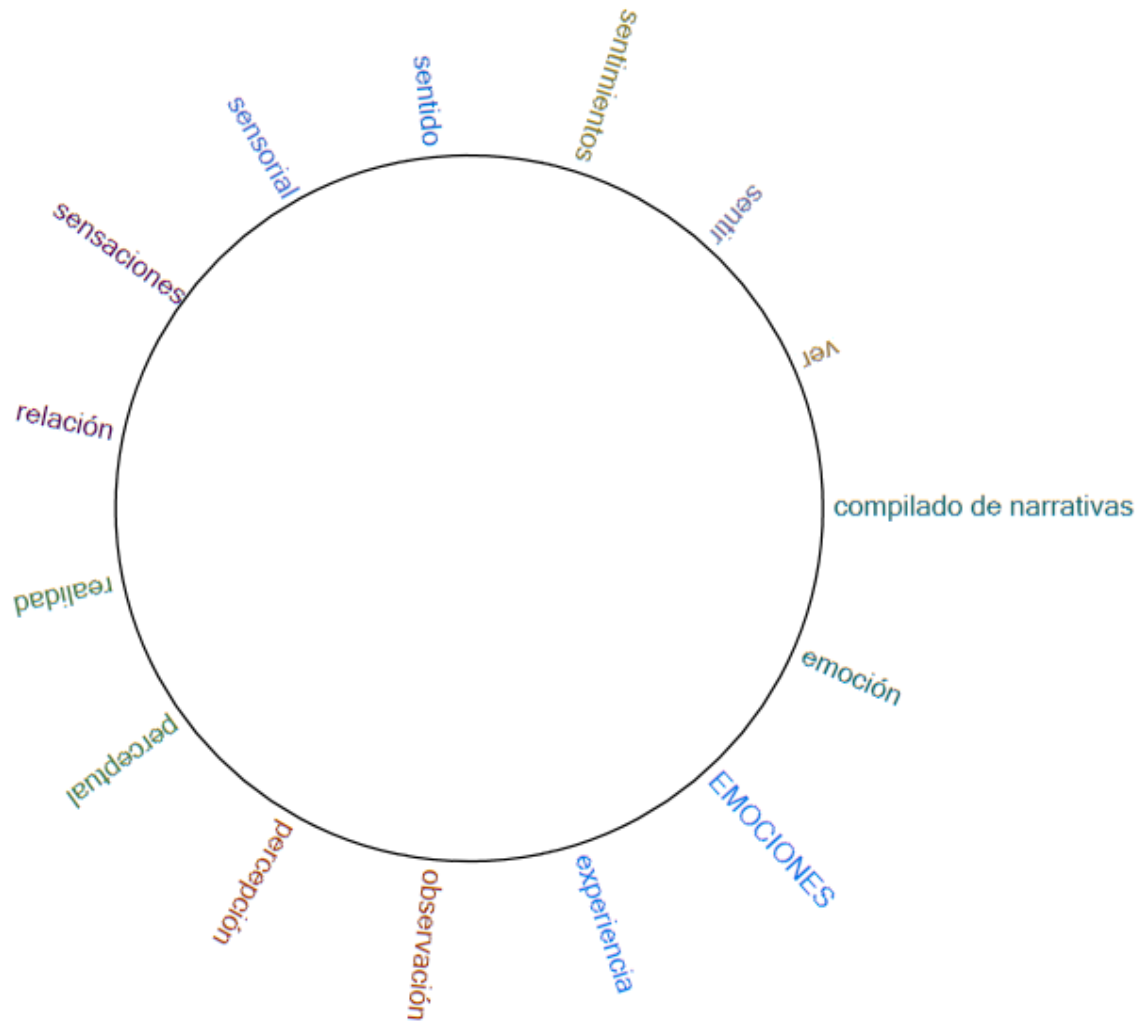 sentimientos
sentido
sensorial
sentir
sensaciones
ver
relación
compilado de narrativas
realidad
emoción
perceptual
EMOCIONES
percepción
experiencia
observación